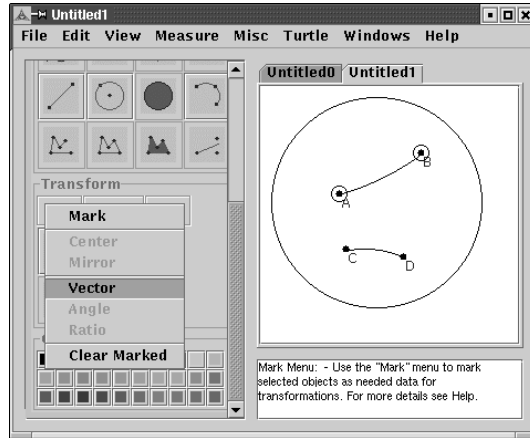 Untitled1
File Edit View Measure Misc Turtle Windows Help
Untitled0 Untitled1
Transform
Mark
Center
Mirror
Vector
Angle
Ratio
Clear Marked
A
B
C
D
Mark Menu: - Use the "Mark" menu to mark
selected objects as needed data for
transformations. For more details see Help.